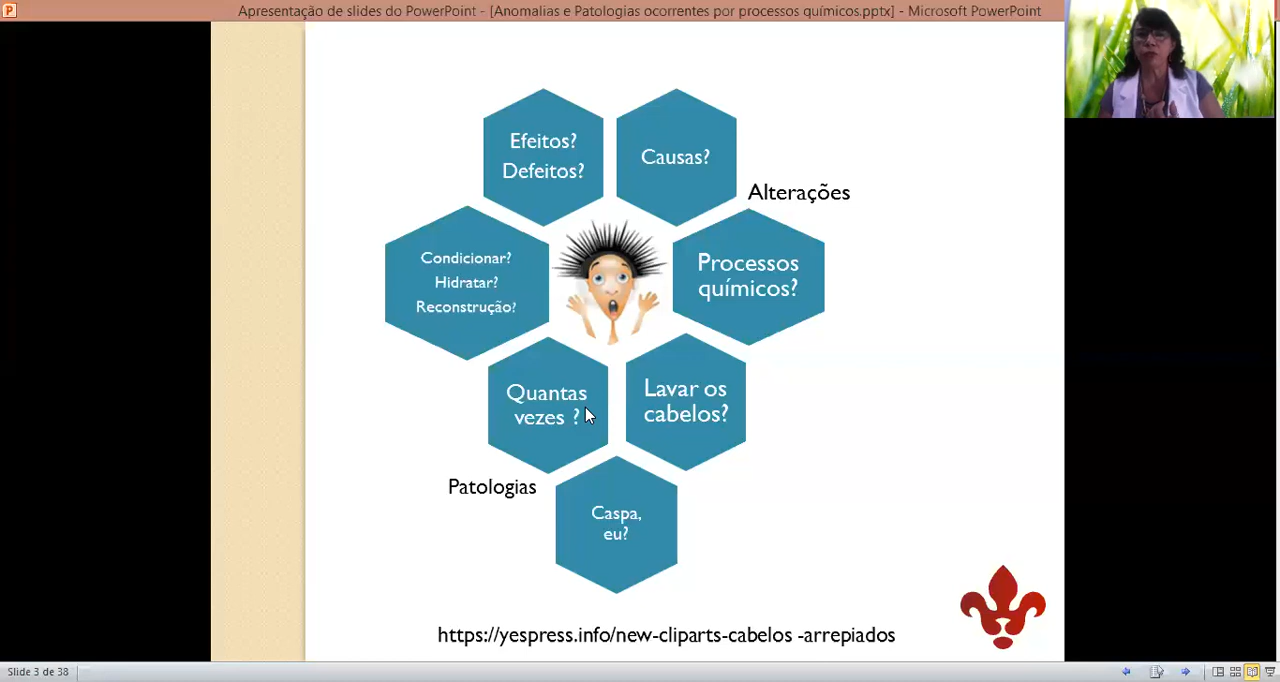 Apresentação de slides do PowerPoint - [Anomalias e Patologias ocorrentes por processos químicos.pptx] - Microsoft PowerPoint
Efeitos?
Defeitos?
Causas?
Alterações
Condicionar?
Hidratar?
Reconstrução?
Processos
químicos?
Quantas
vezes ?
Lavar os
cabelos?
Patologias
Caspa,
eu?
https://yespress.info/new-cliparts-cabelos -arrepiados
Slide 3 de 38